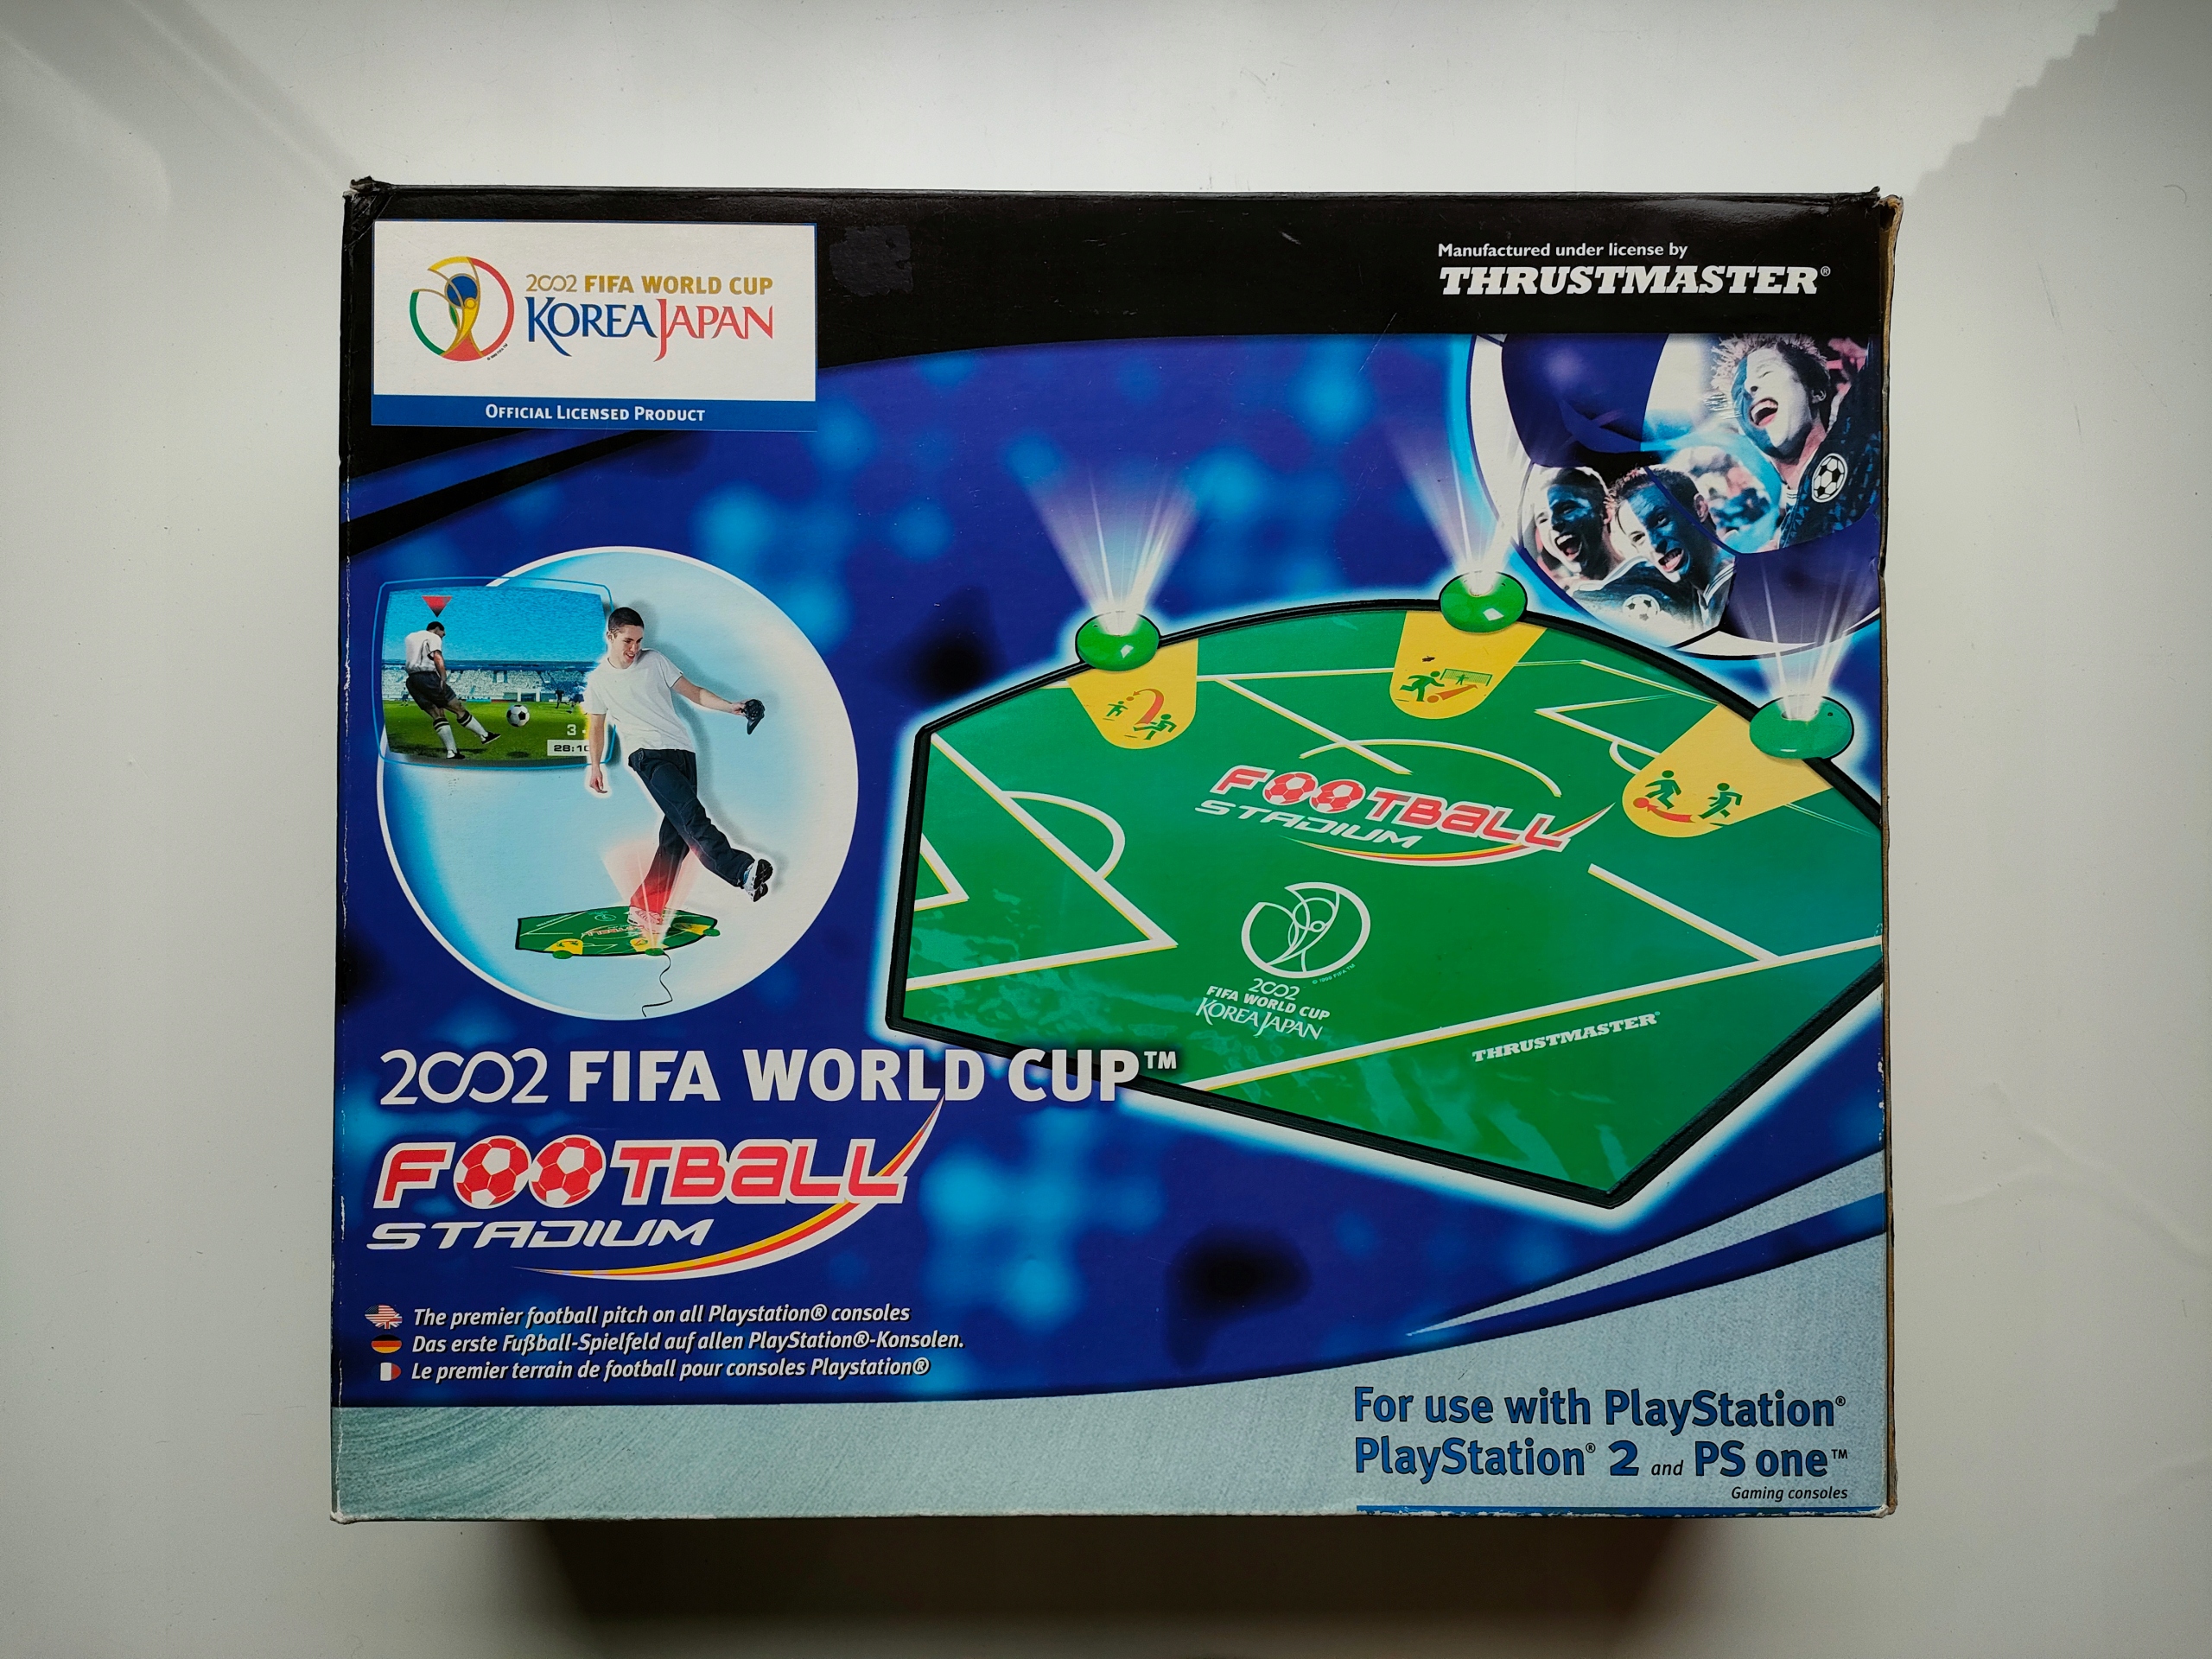 2002 FIFA WORLD CUP
KOREA JAPAN
OFFICIAL LICENSED PRODUCT
Manufactured under license by
THRUSTMASTER®
3
28:10
FOOTBALL
STADIUM
2002
FIFA WORLD CUP
KOREA JAPAN
THRUSTMASTER®
2002 FIFA WORLD CUP™
FOOTBALL
STADIUM
The premier football pitch on all Playstation® consoles
Das erste Fußball-Spielfeld auf allen PlayStation®-Konsolen.
Le premier terrain de football pour consoles Playstation®
For use with PlayStation®
PlayStation® 2 and PS one™
Gaming consoles